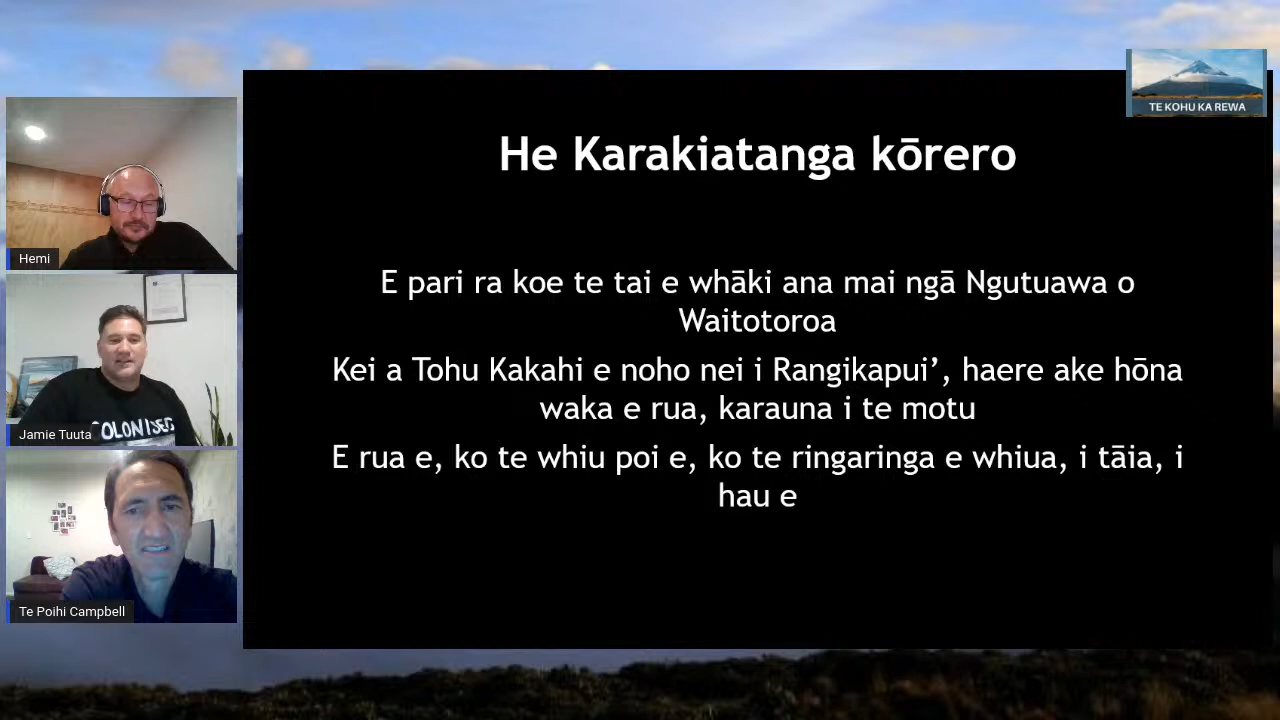 TE KOHU KA REWA
He Karakiatanga kōrero
E pari ra koe te tai e whāki ana mai ngā Ngutuawa o
Waitotoroa
Kei a Tohu Kakahi e noho nei i Rangikapui’, haere ake hōna
waka e rua, karauna i te motu
E rua e, ko te whiu poi e, ko te ringaringa e whiua, i tāia, i
hau e
Hemi
OLONISED
Jamie Tuuta
Te Poihi Campbell